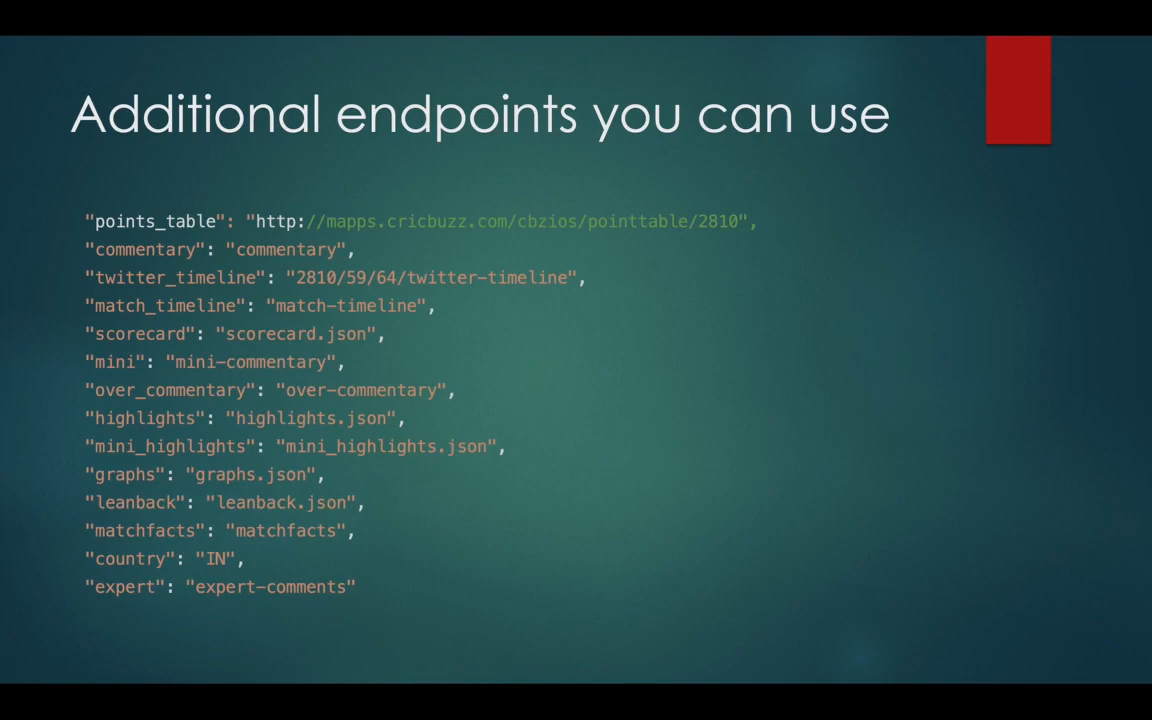 Additional endpoints you can use
"points_table": "http://mapps.cricbuzz.com/cbzios/pointtable/2810",
"commentary": "commentary",
"twitter_timeline": "2810/59/64/twitter-timeline",
"match_timeline": "match-timeline",
"scorecard": "scorecard.json",
"mini": "mini-commentary",
"over_commentary": "over-commentary",
"highlights": "highlights.json",
"mini_highlights": "mini_highlights.json",
"graphs": "graphs.json",
"leanback": "leanback.json",
"matchfacts": "matchfacts",
"country": "IN",
"expert": "expert-comments"